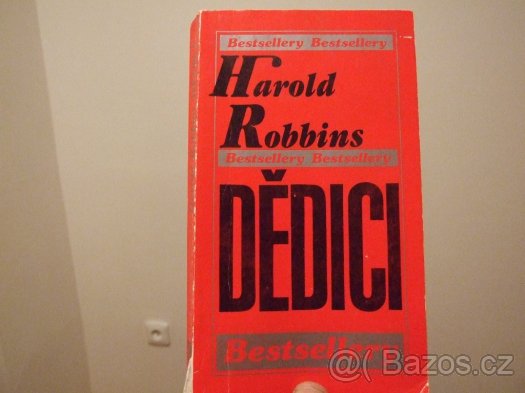 Bestsellery Bestsellery
Harold
Robbins
Bestsellery Bestsellery
DĚDICI
Bestsellery
Bazos.cz